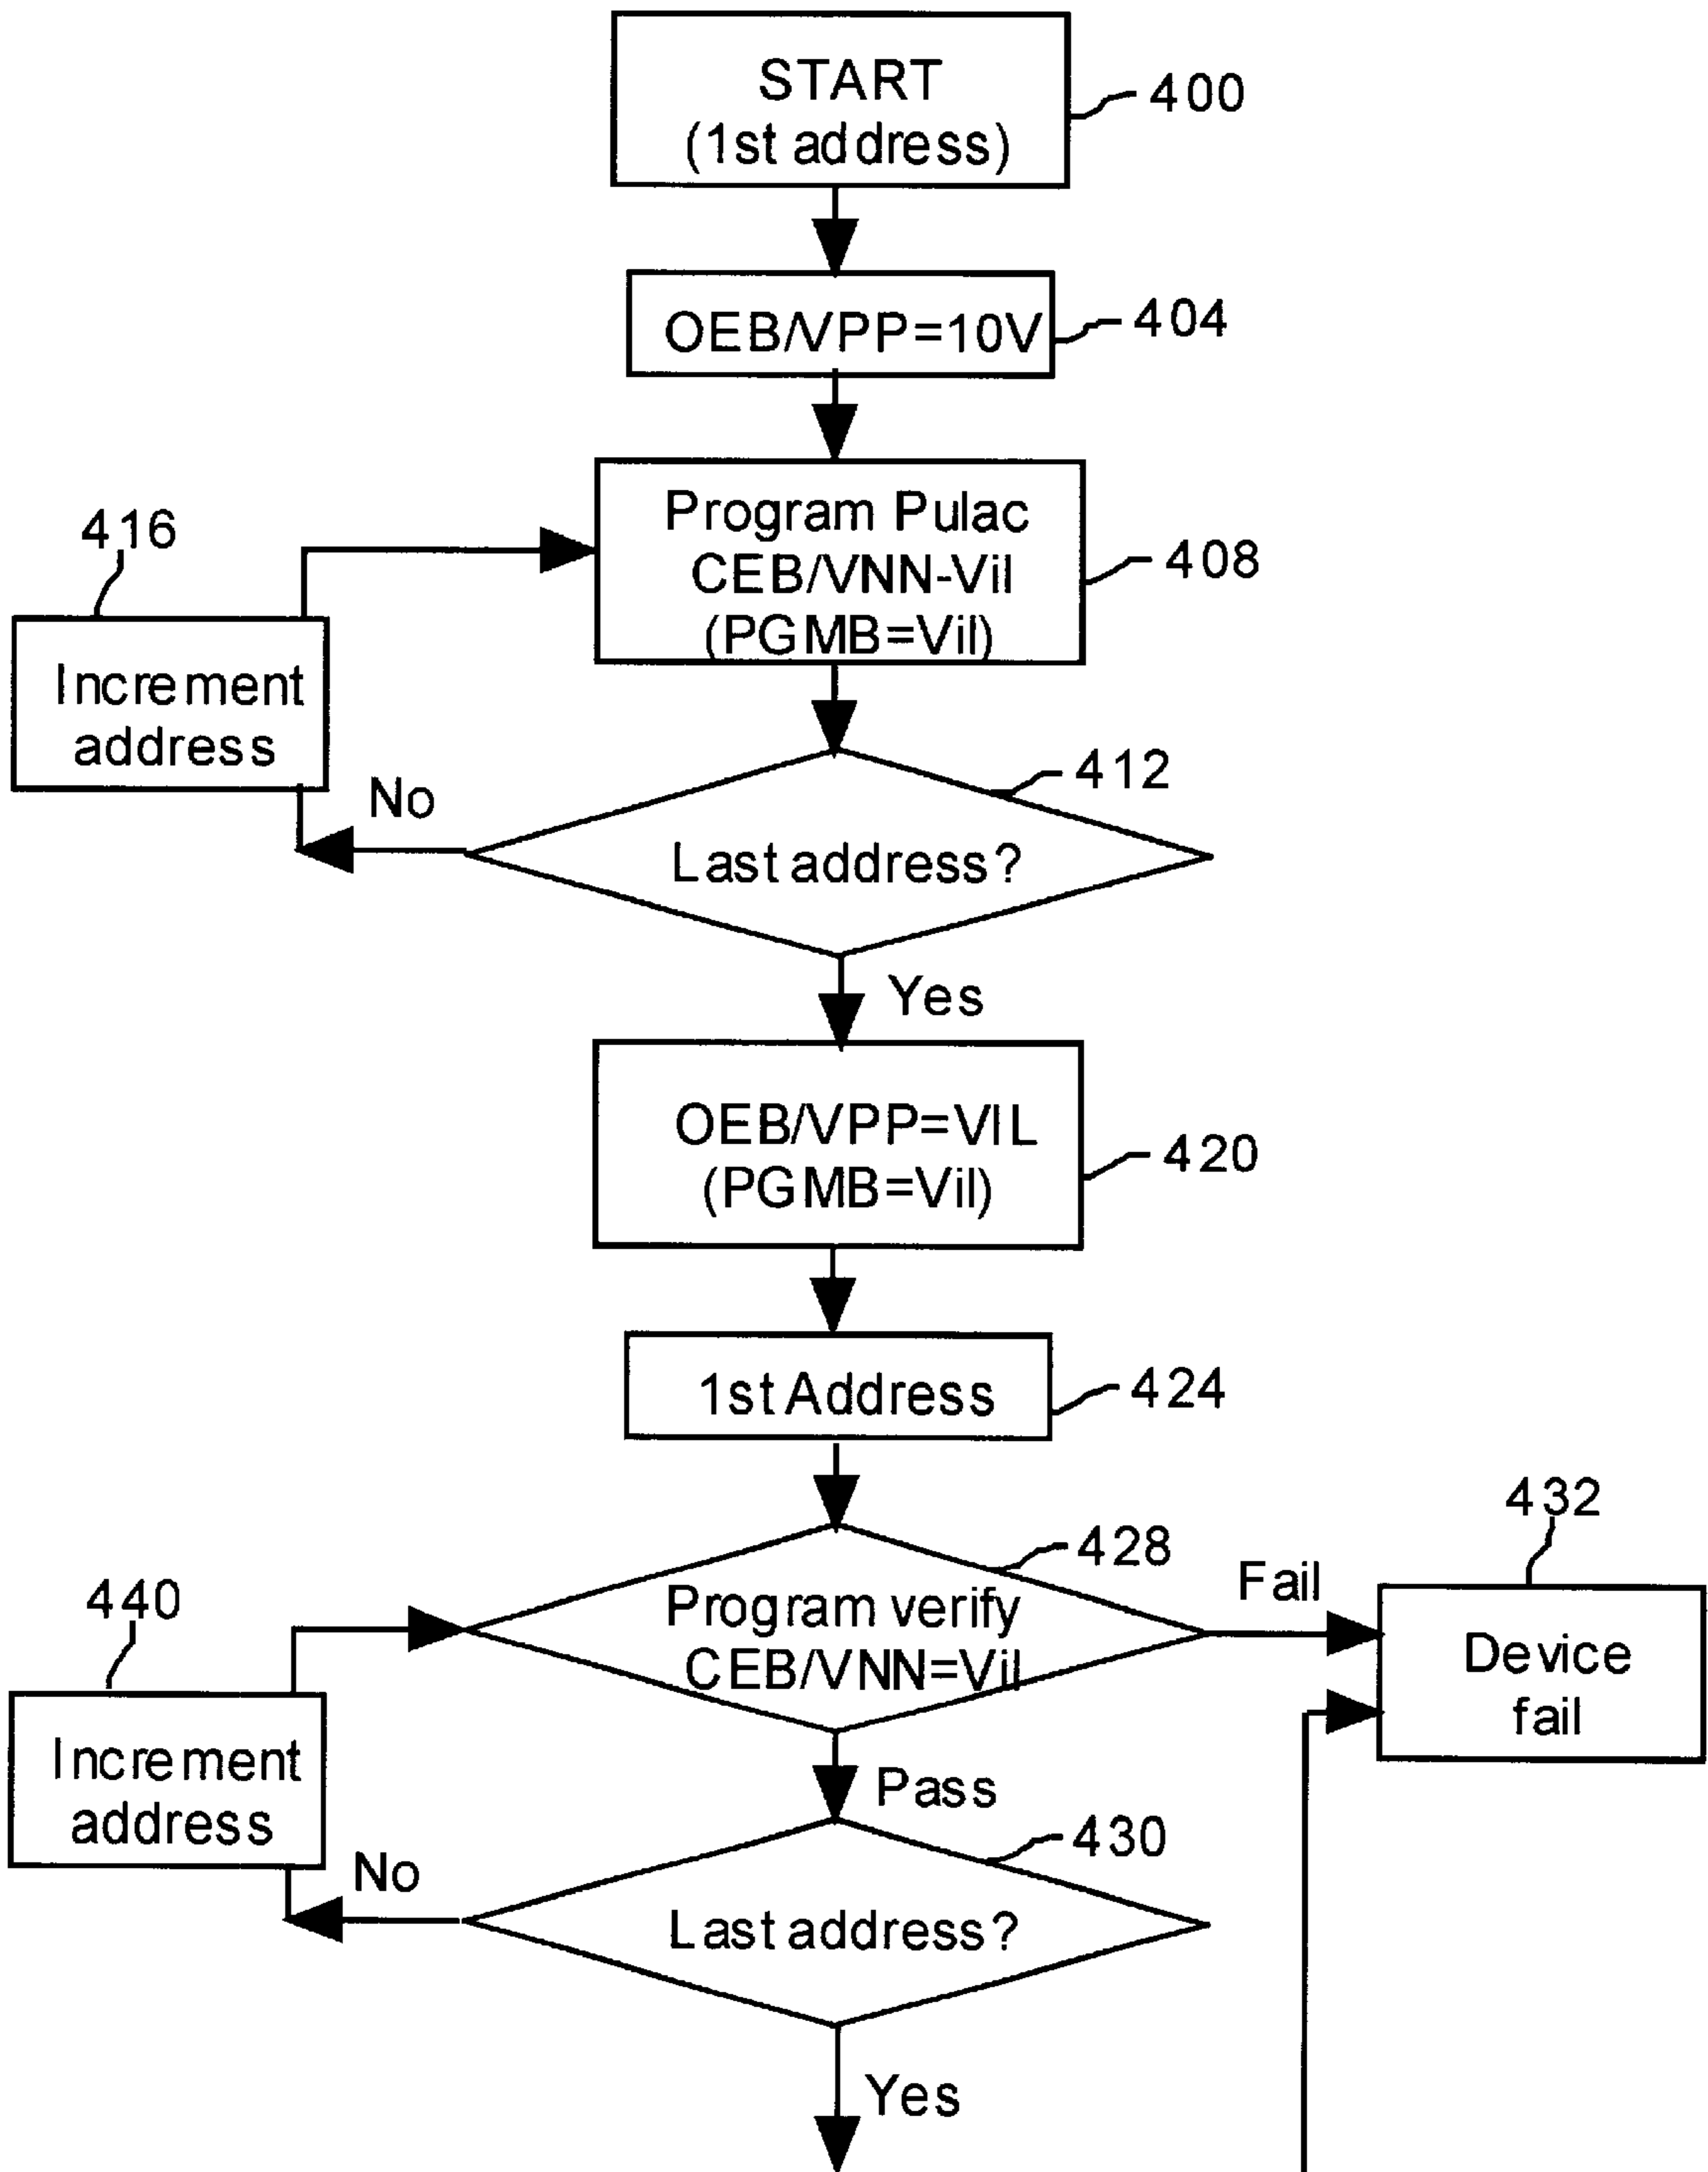 START
(1st address)
400
OEB/VPP=10V
404
Program Pulac
CEB/VNN-Vil
(PGMB=Vil)
408
416
Increment
address
412
No
Last address?
Yes
OEB/VPP=VIL
(PGMB=Vil)
420
1st Address
424
428
Program verify
CEB/VNN=Vil
Fail
432
Device
fail
440
Increment
address
Pass
430
No
Last address?
Yes